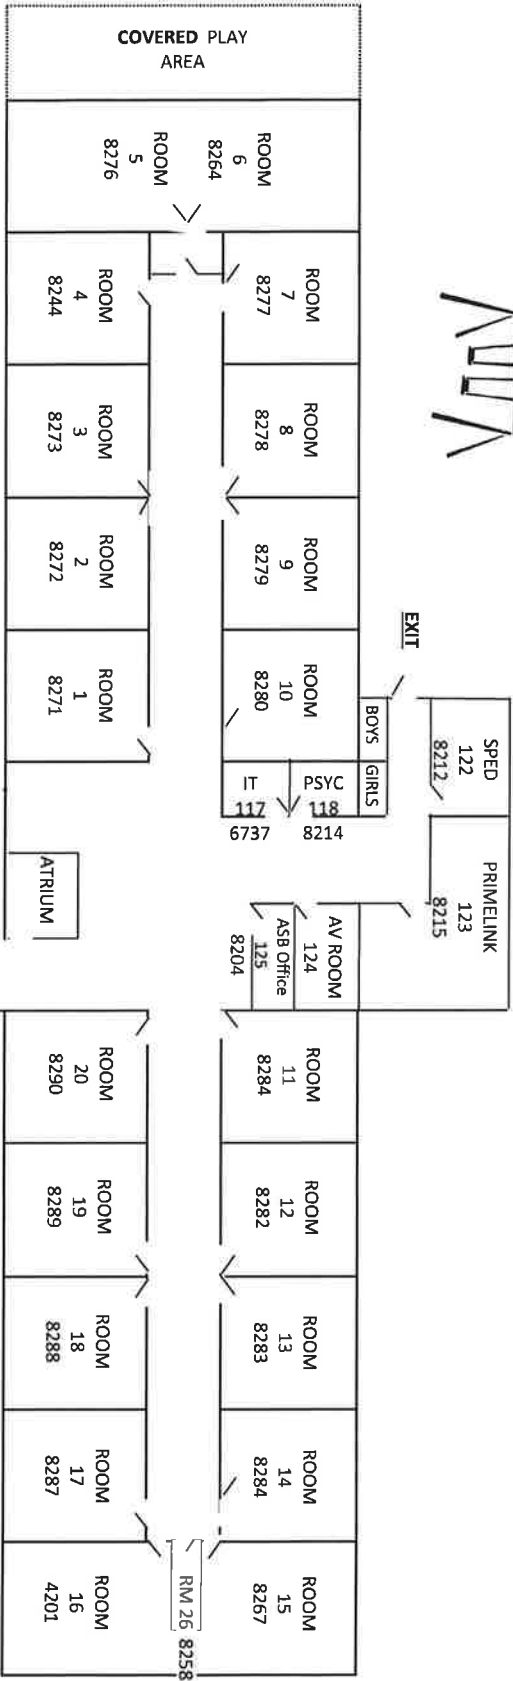 COVERED PLAY
AREA
ROOM
6
8264
ROOM
5
8276
ROOM
7
8277
ROOM
4
8244
ROOM
8
8278
ROOM
3
8273
ROOM
9
8279
ROOM
2
8272
ROOM
10
8280
ROOM
1
8271
EXIT
BOYS
GIRLS
SPED
122
8212
IT
117
6737
PSYC
118
8214
PRIMELINK
123
8215
ATRIUM
AV ROOM
124
ASB Office
125
8204
ROOM
11
8284
ROOM
20
8290
ROOM
12
8282
ROOM
19
8289
ROOM
13
8283
ROOM
18
8288
ROOM
14
8284
ROOM
17
8287
ROOM
15
8267
RM 26 8258
ROOM
16
4201